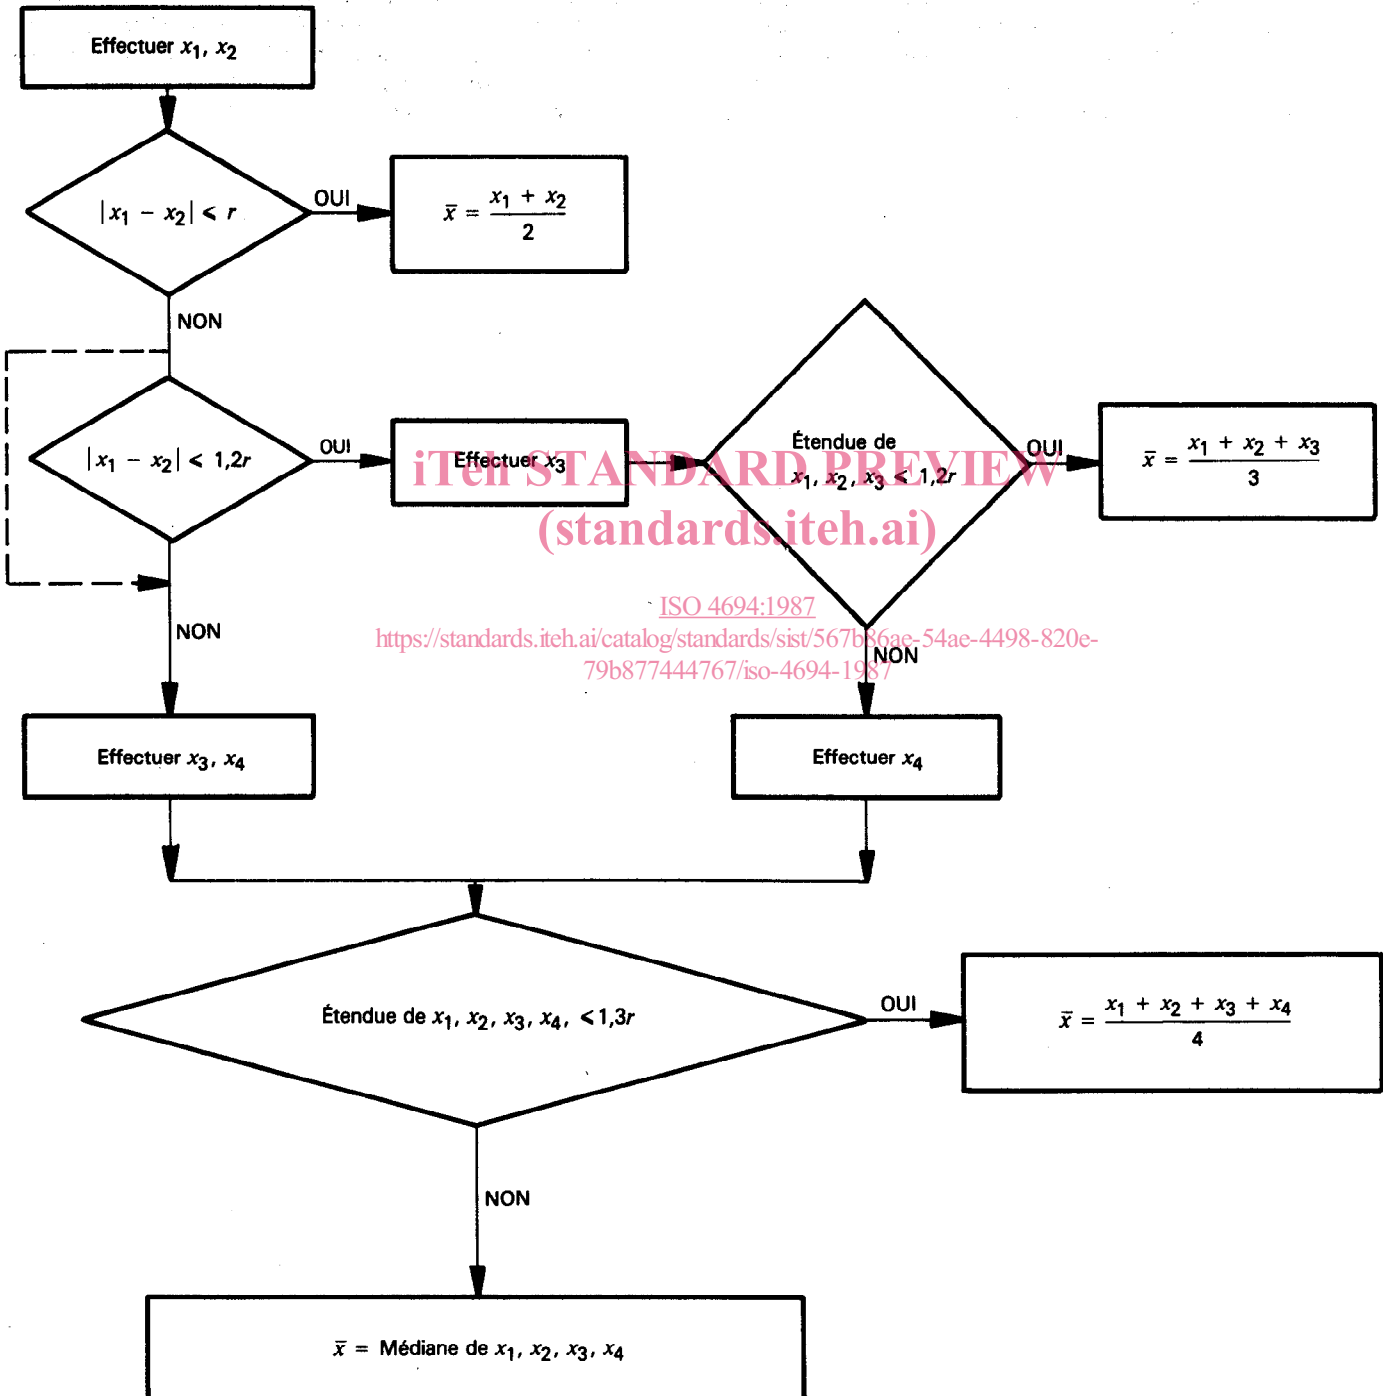 Effectuer x1, x2
|x1 − x2| ⩽ r
OUI
x̄ = (x1 + x2) / 2
NON
|x1 − x2| ⩽ 1,2r
OUI
Effectuer x3
Étendue de
x1, x2, x3 ⩽ 1,2r
OUI
x̄ = (x1 + x2 + x3) / 3
iTeh STANDARD PREVIEW
(standards.iteh.ai)
ISO 4694:1987
https://standards.iteh.ai/catalog/standards/sist/567b86ae-54ae-4498-820e-
79b877444767/iso-4694-1987
NON
NON
Effectuer x3, x4
Effectuer x4
Étendue de x1, x2, x3, x4, ⩽1,3r
OUI
x̄ = (x1 + x2 + x3 + x4) / 4
NON
x̄ = Médiane de x1, x2, x3, x4